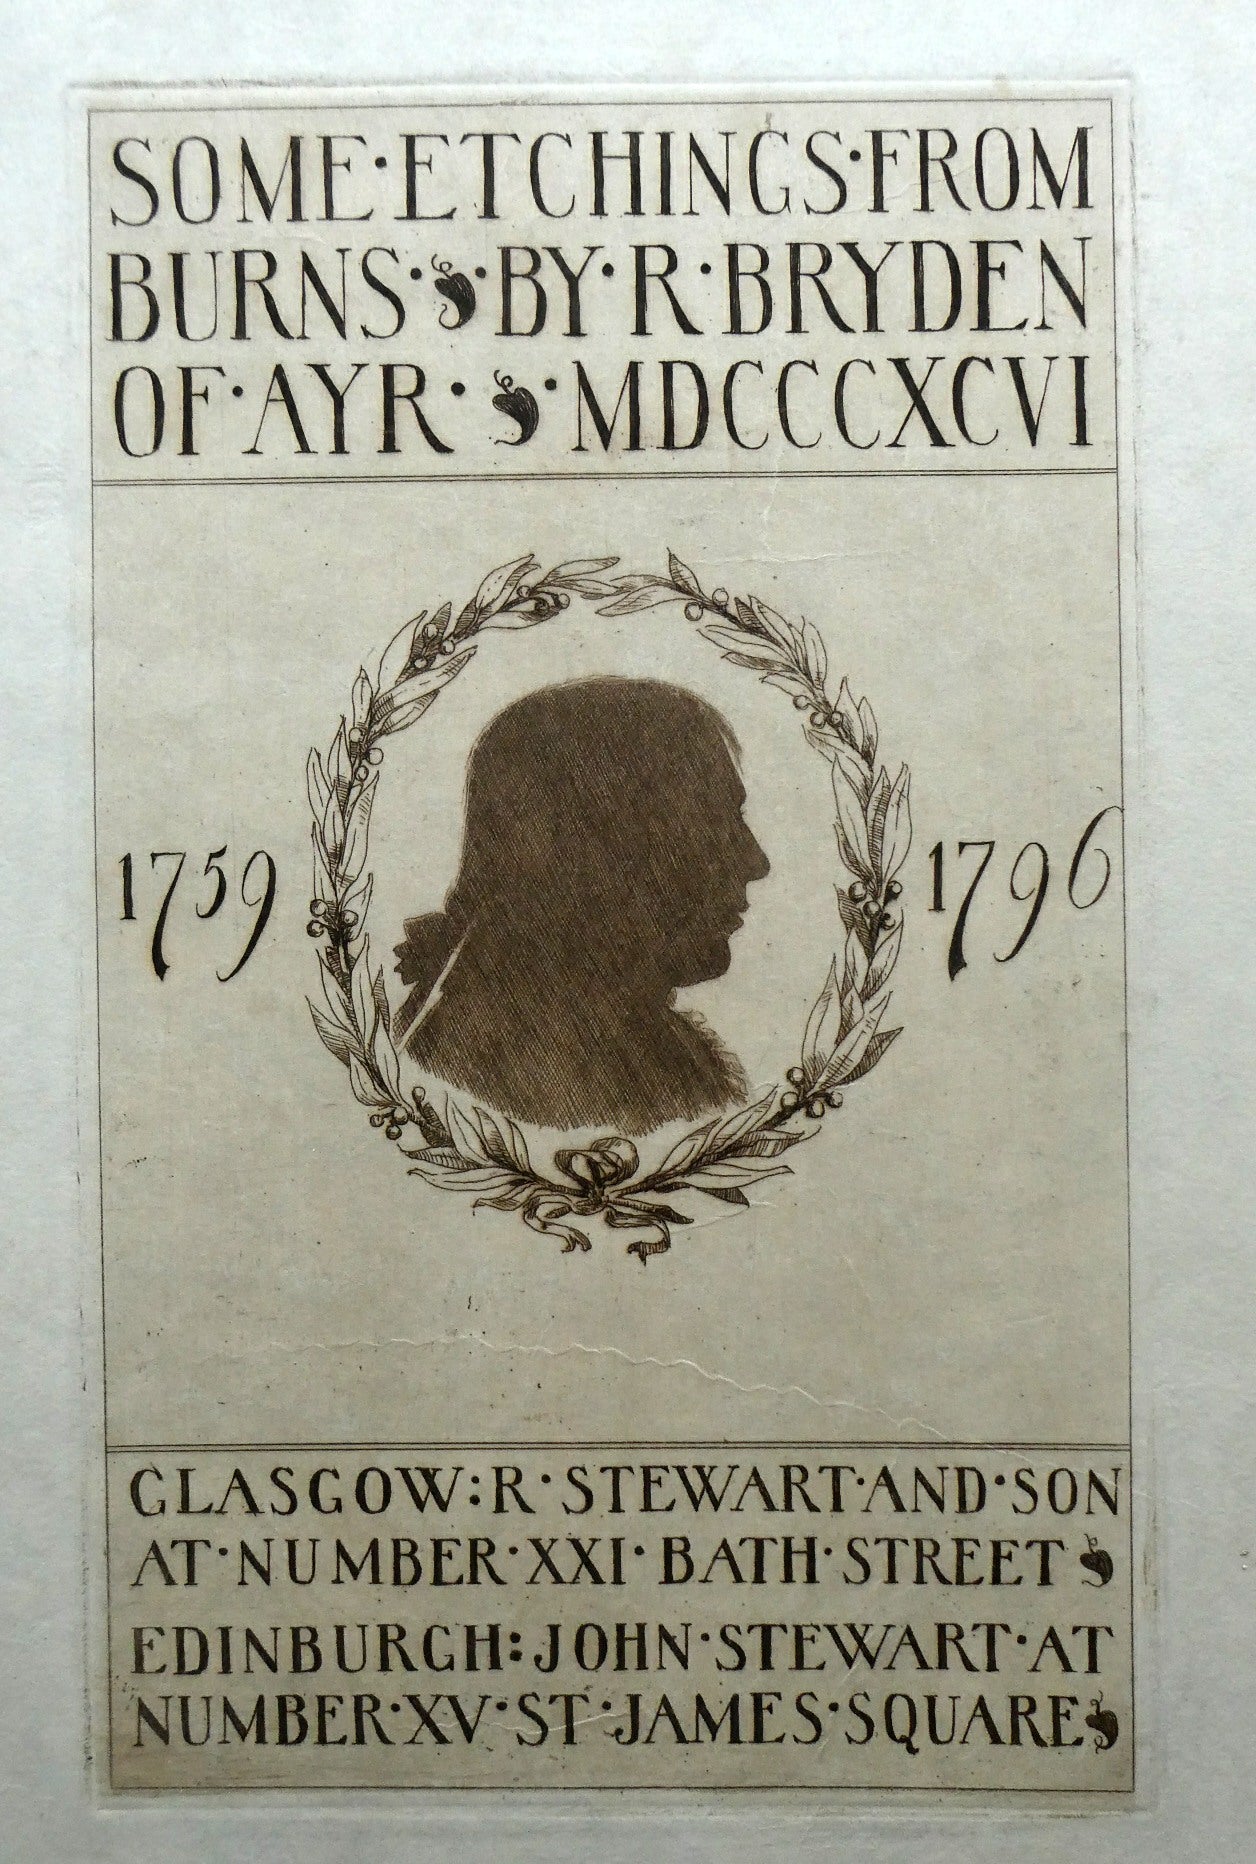 SOME·ETCHINGS·FROM
BURNS·BY·R·BRYDEN
OF·AYR·MDCCCXCVI
1759 1796
GLASGOW:R·STEWART·AND·SON
AT·NUMBER·XXI·BATH·STREET
EDINBURGH:JOHN·STEWART·AT
NUMBER·XV·ST·JAMES·SQUARE